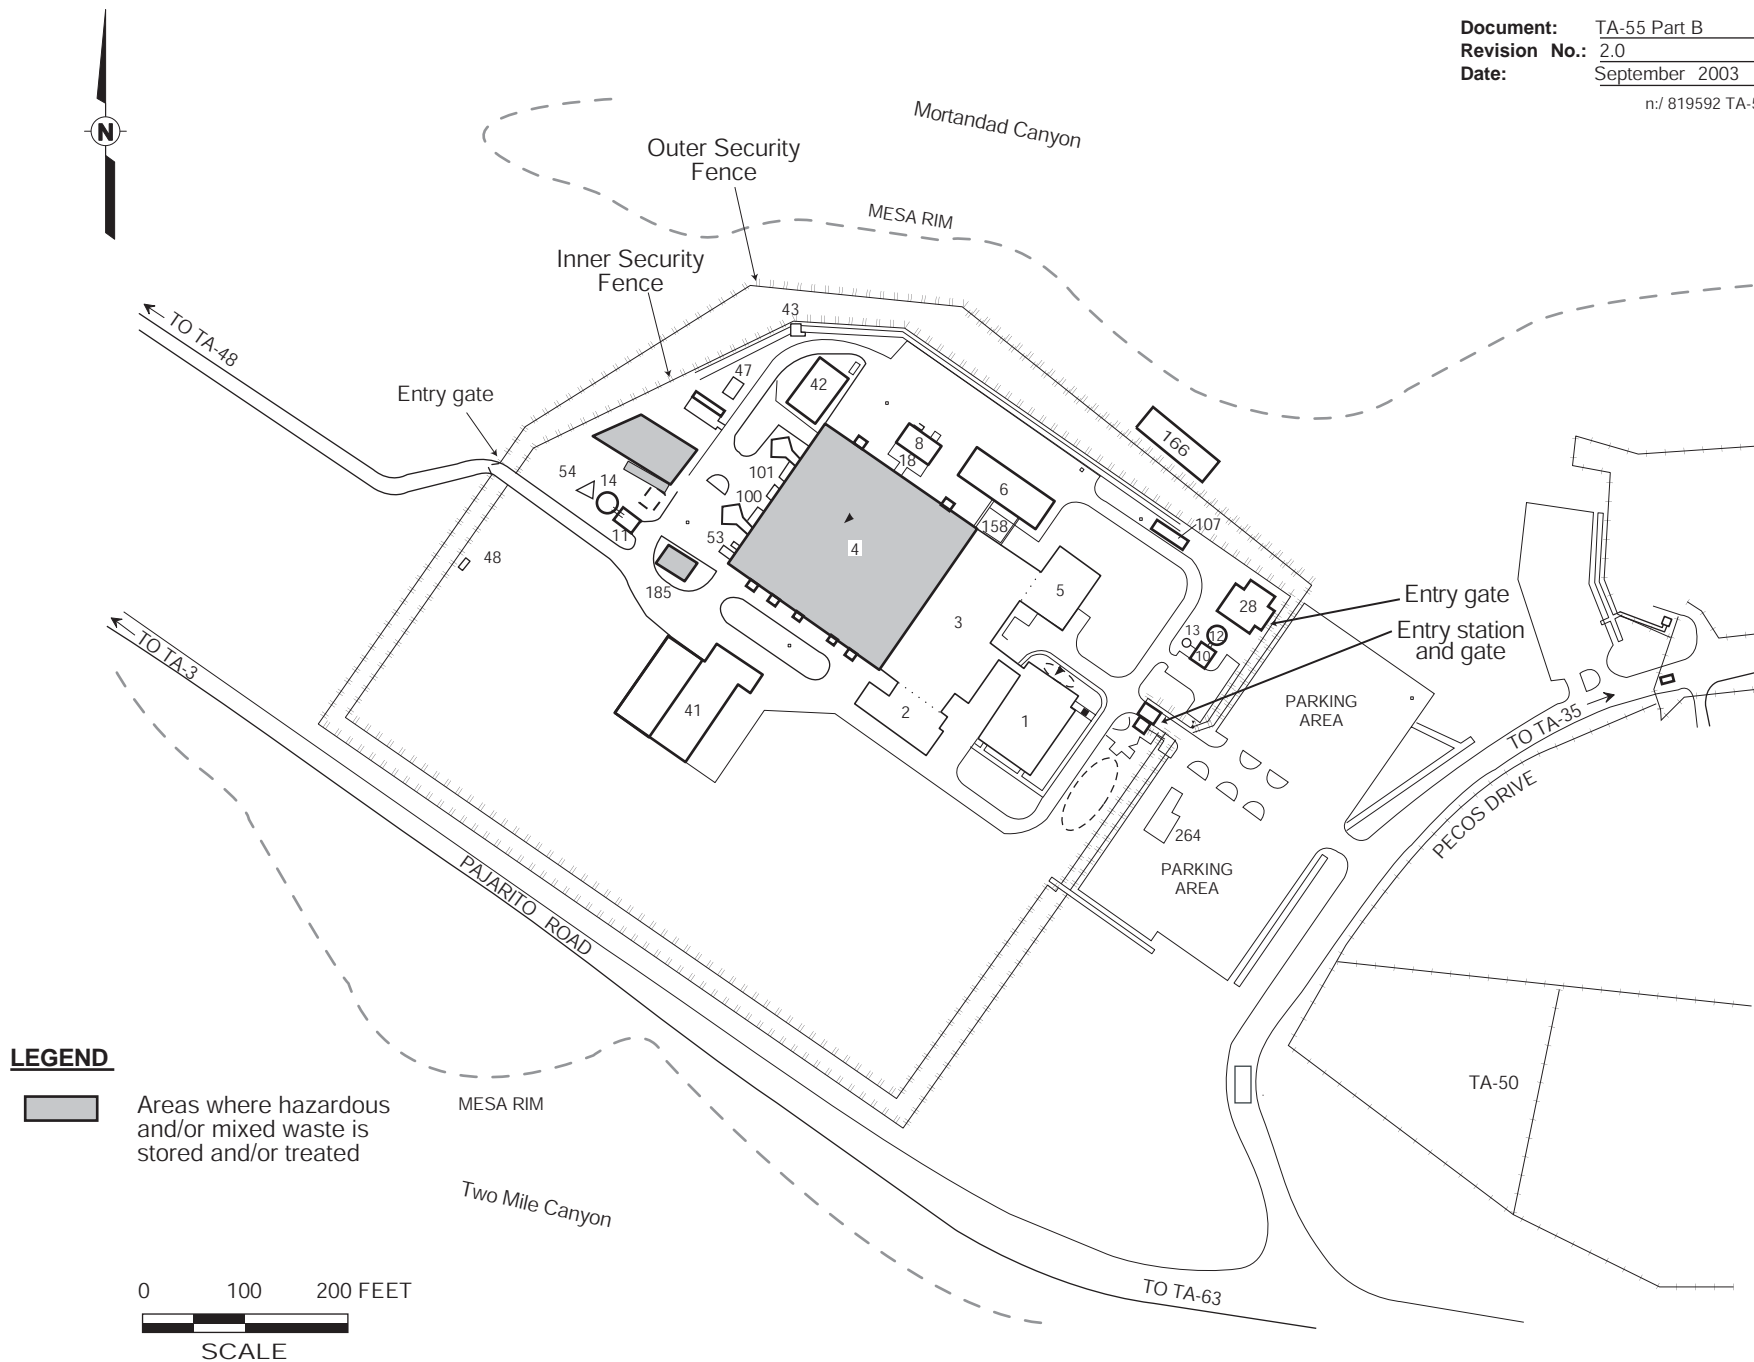 Document: TA-55 Part B
Revision No.: 2.0
Date: September 2003
n:/ 819592 TA-5
N
Mortandad Canyon
Outer Security
Fence
MESA RIM
Inner Security
Fence
43
TO TA-48
47
42
Entry gate
8
18
166
101
54
14
100
6
158
107
11
53
4
48
185
5
28
Entry gate
3
13
12
10
Entry station
and gate
TO TA-3
41
2
1
PARKING
AREA
TO TA-35
PECOS DRIVE
264
PARKING
AREA
PAJARITO ROAD
LEGEND
Areas where hazardous
and/or mixed waste is
stored and/or treated
MESA RIM
TA-50
Two Mile Canyon
0 100 200 FEET
SCALE
TO TA-63